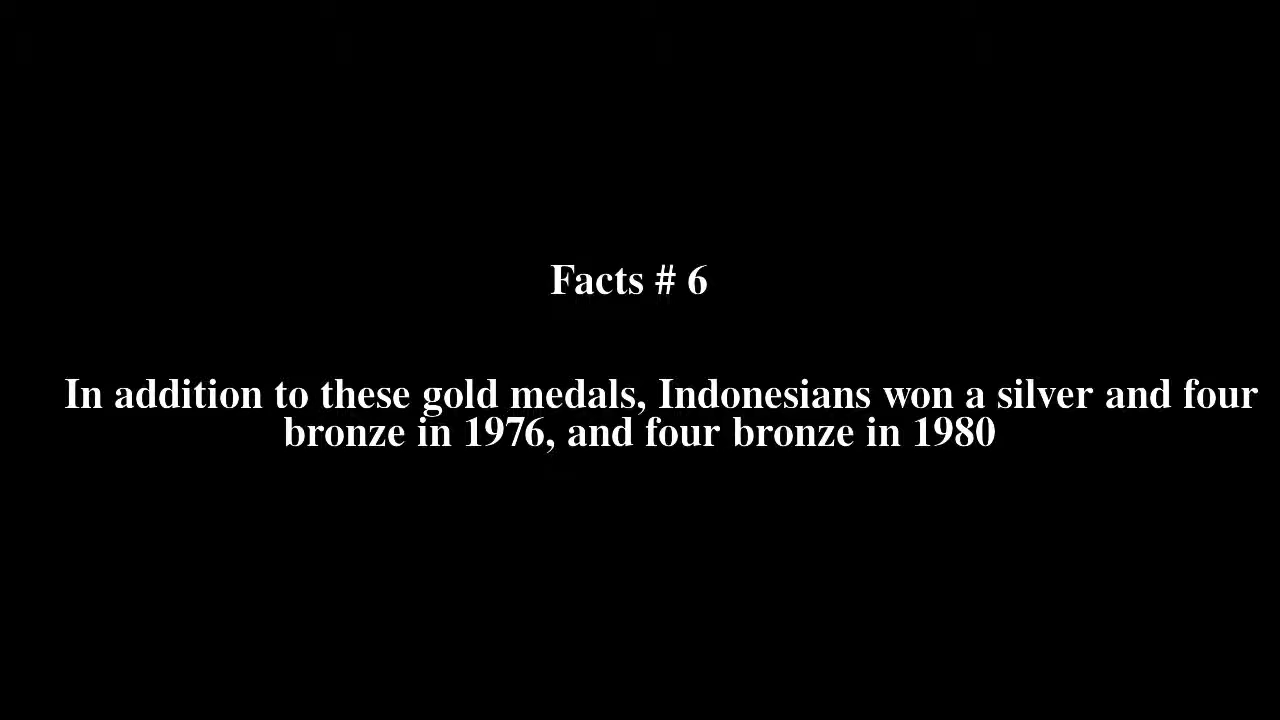 Facts # 6
In addition to these gold medals, Indonesians won a silver and four
bronze in 1976, and four bronze in 1980